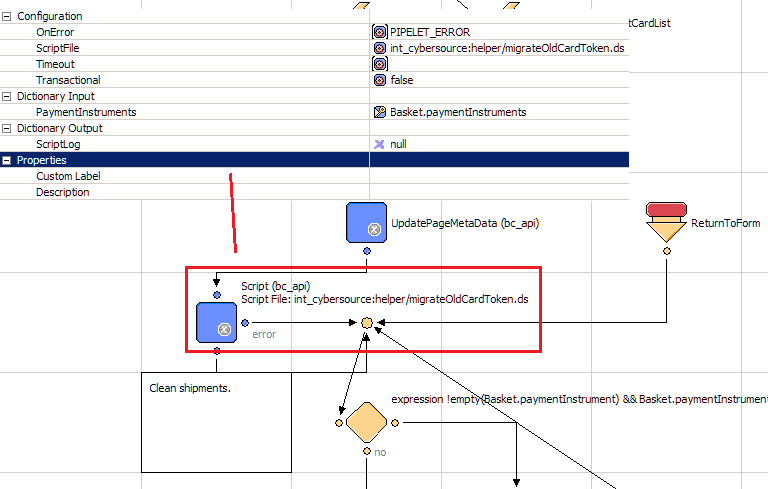 Configuration
OnError PIPELET_ERROR
ScriptFile int_cybersource:helper/migrateOldCardToken.ds
Timeout
Transactional false
Dictionary Input
PaymentInstruments Basket.paymentInstruments
Dictionary Output
ScriptLog null
Properties
Custom Label
Description
tCardList
UpdatePageMetaData (bc_api)
ReturnToForm
Script (bc_api)
Script File: int_cybersource:helper/migrateOldCardToken.ds
error
Clean shipments.
expression !empty(Basket.paymentInstrument) && Basket.paymentInstrument
no